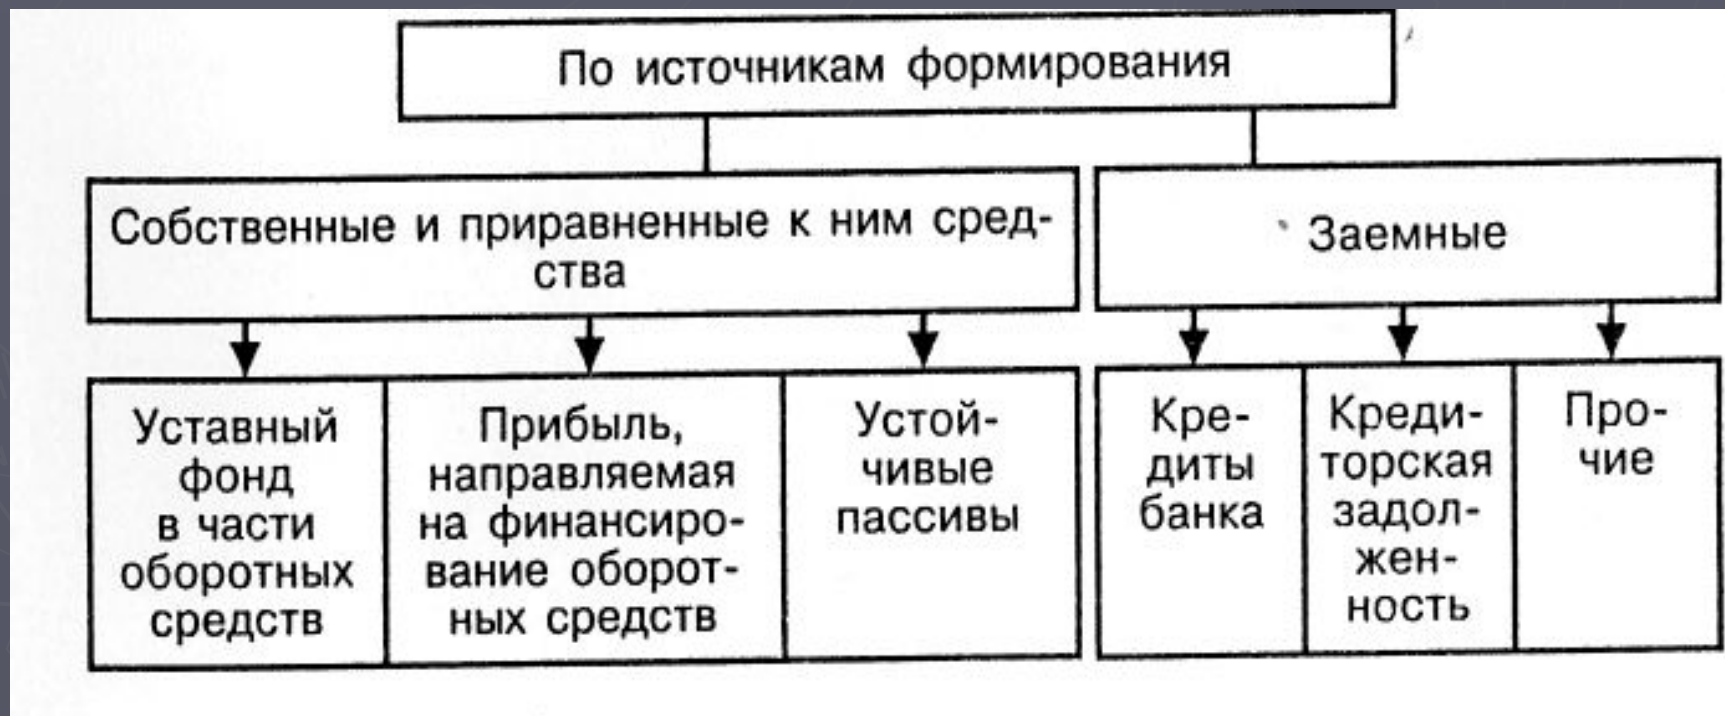 По источникам формирования
Собственные и приравненные к ним сред-
ства
Заемные
Уставный
фонд
в части
оборотных
средств
Прибыль,
направляемая
на финансиро-
вание оборот-
ных средств
Устой-
чивые
пассивы
Кре-
диты
банка
Креди-
торская
задол-
жен-
ность
Про-
чие